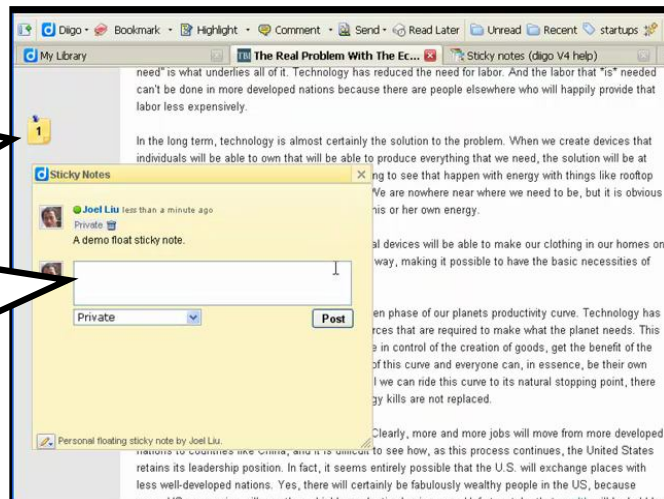 Diigo Bookmark Highlight Comment Send Read Later Unread Recent startups
My Library The Real Problem With The Ec... Sticky notes (diigo V4 help)
need" is what underlies all of it. Technology has reduced the need for labor. And the labor that *is* needed
can't be done in more developed nations because there are people elsewhere who will happily provide that
labor less expensively.
1
In the long term, technology is almost certainly the solution to the problem. When we create devices that
individuals will be able to own that will be able to produce everything that we need, the solution will be at
Sticky Notes
ng to see that happen with energy with things like rooftop
We are nowhere near where we need to be, but it is obvious
Joel Liu less than a minute ago
his or her own energy.
Private
A demo float sticky note.
al devices will be able to make our clothing in our homes on
way, making it possible to have the basic necessities of
Private
Post
en phase of our planets productivity curve. Technology has
rces that are required to make what the planet needs. This
e in control of the creation of goods, get the benefit of the
of this curve and everyone can, in essence, be their own
I we can ride this curve to its natural stopping point, there
gy kills are not replaced.
Personal floating sticky note by Joel Liu.
Clearly, more and more jobs will move from more developed
nations to countries like China, and it is difficult to see how, as this process continues, the United States
retains its leadership position. In fact, it seems entirely possible that the U.S. will exchange places with
less well-developed nations. Yes, there will certainly be fabulously wealthy people in the US, because